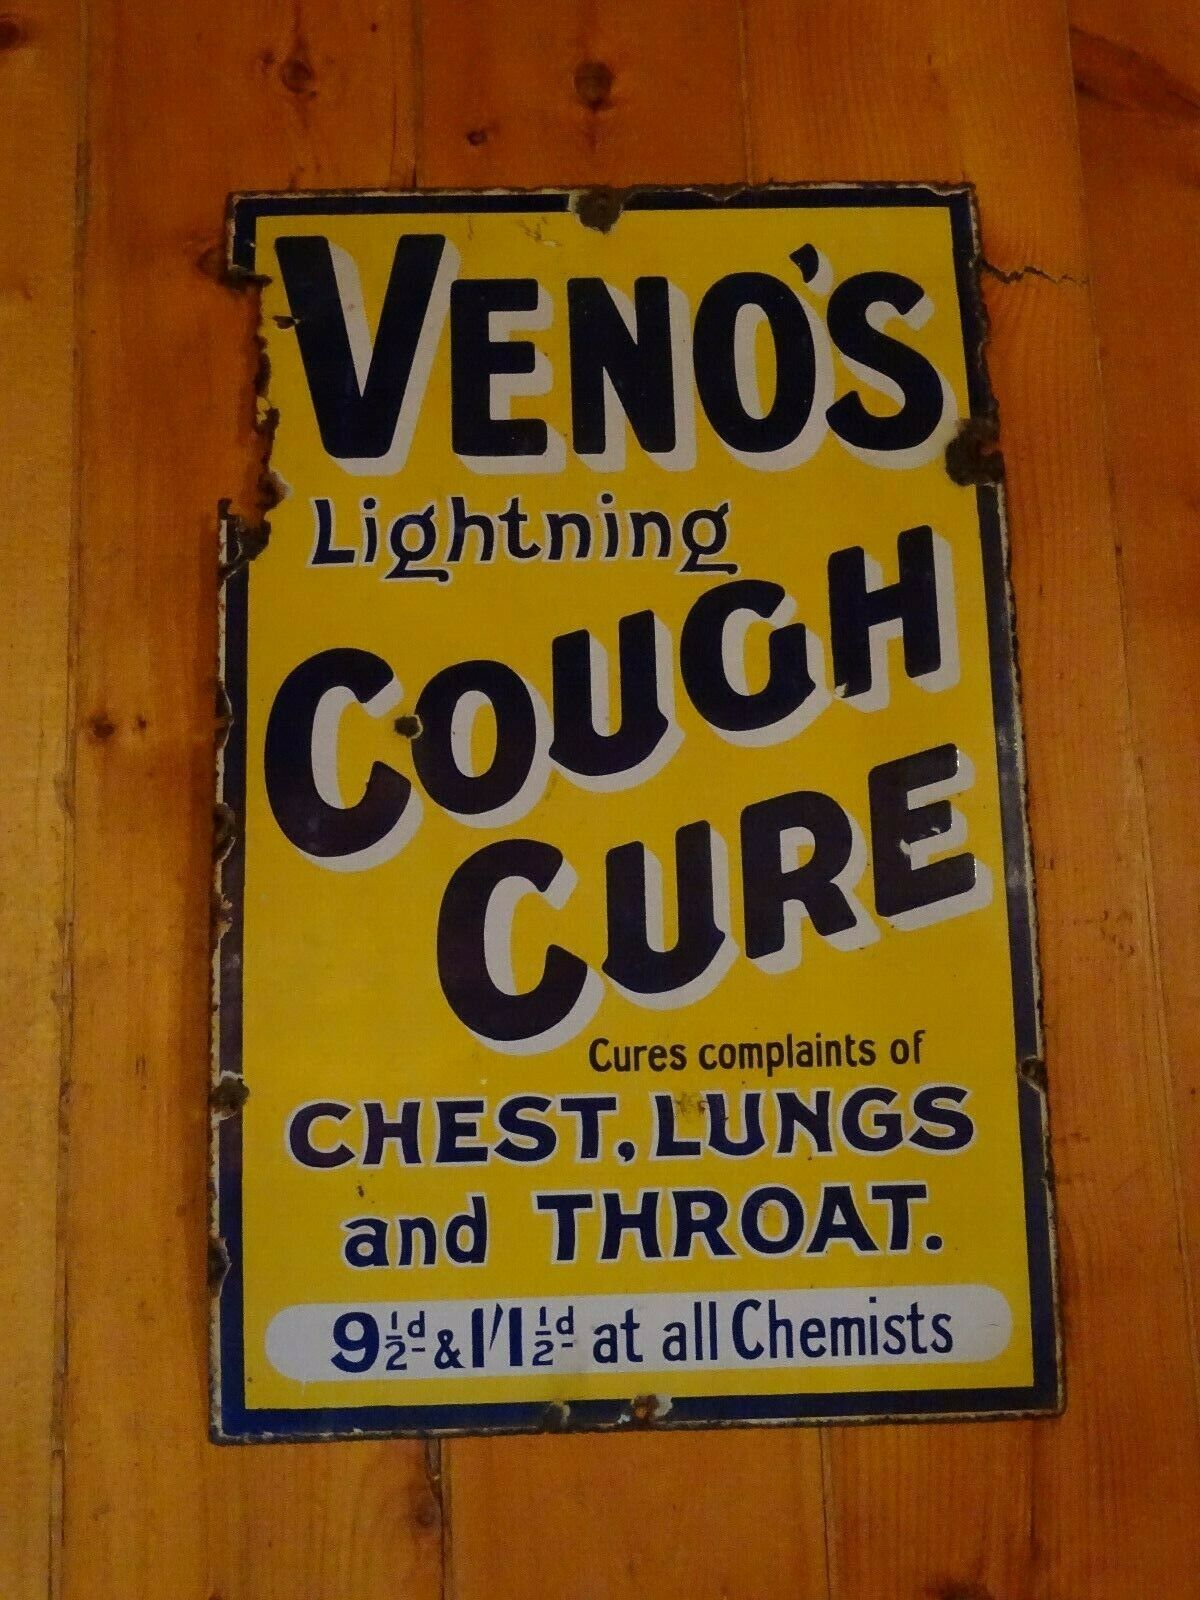 VENO'S
Lightning
COUGH
CURE
Cures complaints of
CHEST, LUNGS
and THROAT.
9½d & 1/1½d at all Chemists